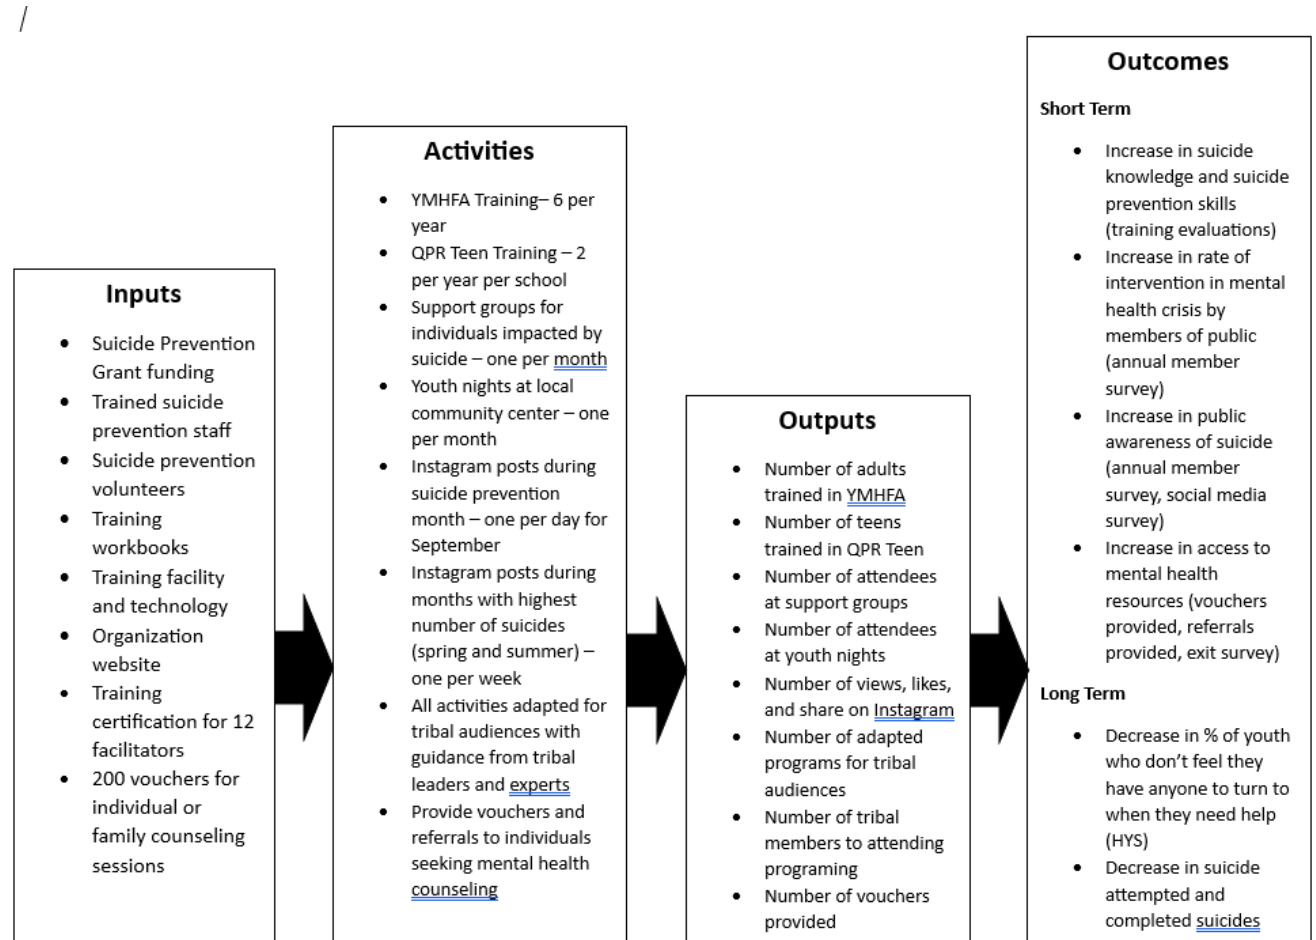 /
Inputs
• Suicide Prevention
Grant funding
• Trained suicide
prevention staff
• Suicide prevention
volunteers
• Training
workbooks
• Training facility
and technology
• Organization
website
• Training
certification for 12
facilitators
• 200 vouchers for
individual or
family counseling
sessions
Activities
• YMHFA Training– 6 per
year
• QPR Teen Training – 2
per year per school
• Support groups for
individuals impacted by
suicide – one per month
• Youth nights at local
community center – one
per month
• Instagram posts during
suicide prevention
month – one per day for
September
• Instagram posts during
months with highest
number of suicides
(spring and summer) –
one per week
• All activities adapted for
tribal audiences with
guidance from tribal
leaders and experts
• Provide vouchers and
referrals to individuals
seeking mental health
counseling
Outputs
• Number of adults
trained in YMHFA
• Number of teens
trained in QPR Teen
• Number of attendees
at support groups
• Number of attendees
at youth nights
• Number of views, likes,
and share on Instagram
• Number of adapted
programs for tribal
audiences
• Number of tribal
members to attending
programing
• Number of vouchers
provided
Outcomes
Short Term
• Increase in suicide
knowledge and suicide
prevention skills
(training evaluations)
• Increase in rate of
intervention in mental
health crisis by
members of public
(annual member
survey)
• Increase in public
awareness of suicide
(annual member
survey, social media
survey)
• Increase in access to
mental health
resources (vouchers
provided, referrals
provided, exit survey)
Long Term
• Decrease in % of youth
who don’t feel they
have anyone to turn to
when they need help
(HYS)
• Decrease in suicide
attempted and
completed suicides